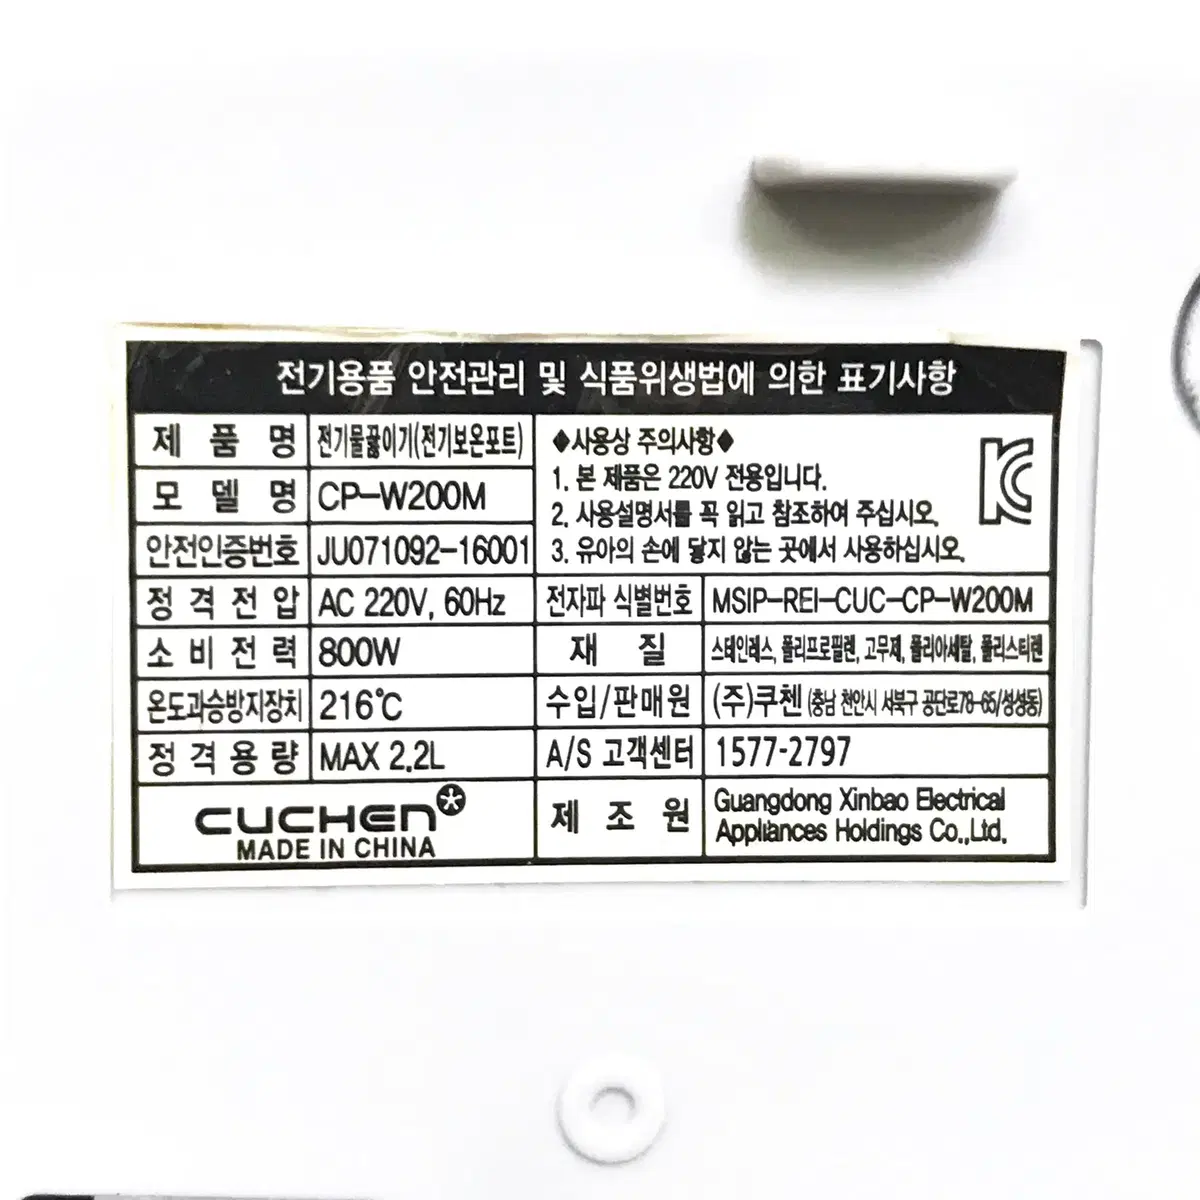 전기용품 안전관리 및 식품위생법에 의한 표기사항
제 품 명 전기물끓이기(전기보온포트)
모 델 명 CP-W200M
안전인증번호 JU071092-16001
정 격 전 압 AC 220V, 60Hz
소 비 전 력 800W
온도과승방지장치 216℃
정 격 용 량 MAX 2.2L
CUCHEN
MADE IN CHINA
◆사용상 주의사항◆
1. 본 제품은 220V 전용입니다.
2. 사용설명서를 꼭 읽고 참조하여 주십시오.
3. 유아의 손에 닿지 않는 곳에서 사용하십시오.
전자파 식별번호 MSIP-REI-CUC-CP-W200M
재 질 스테인레스, 폴리프로필렌, 고무제, 폴리아세탈, 폴리스티렌
수입/판매원 (주)쿠첸 (충남 천안시 서북구 공단로78-65/성성동)
A/S 고객센터 1577-2797
제 조 원 Guangdong Xinbao Electrical
Appliances Holdings Co.,Ltd.